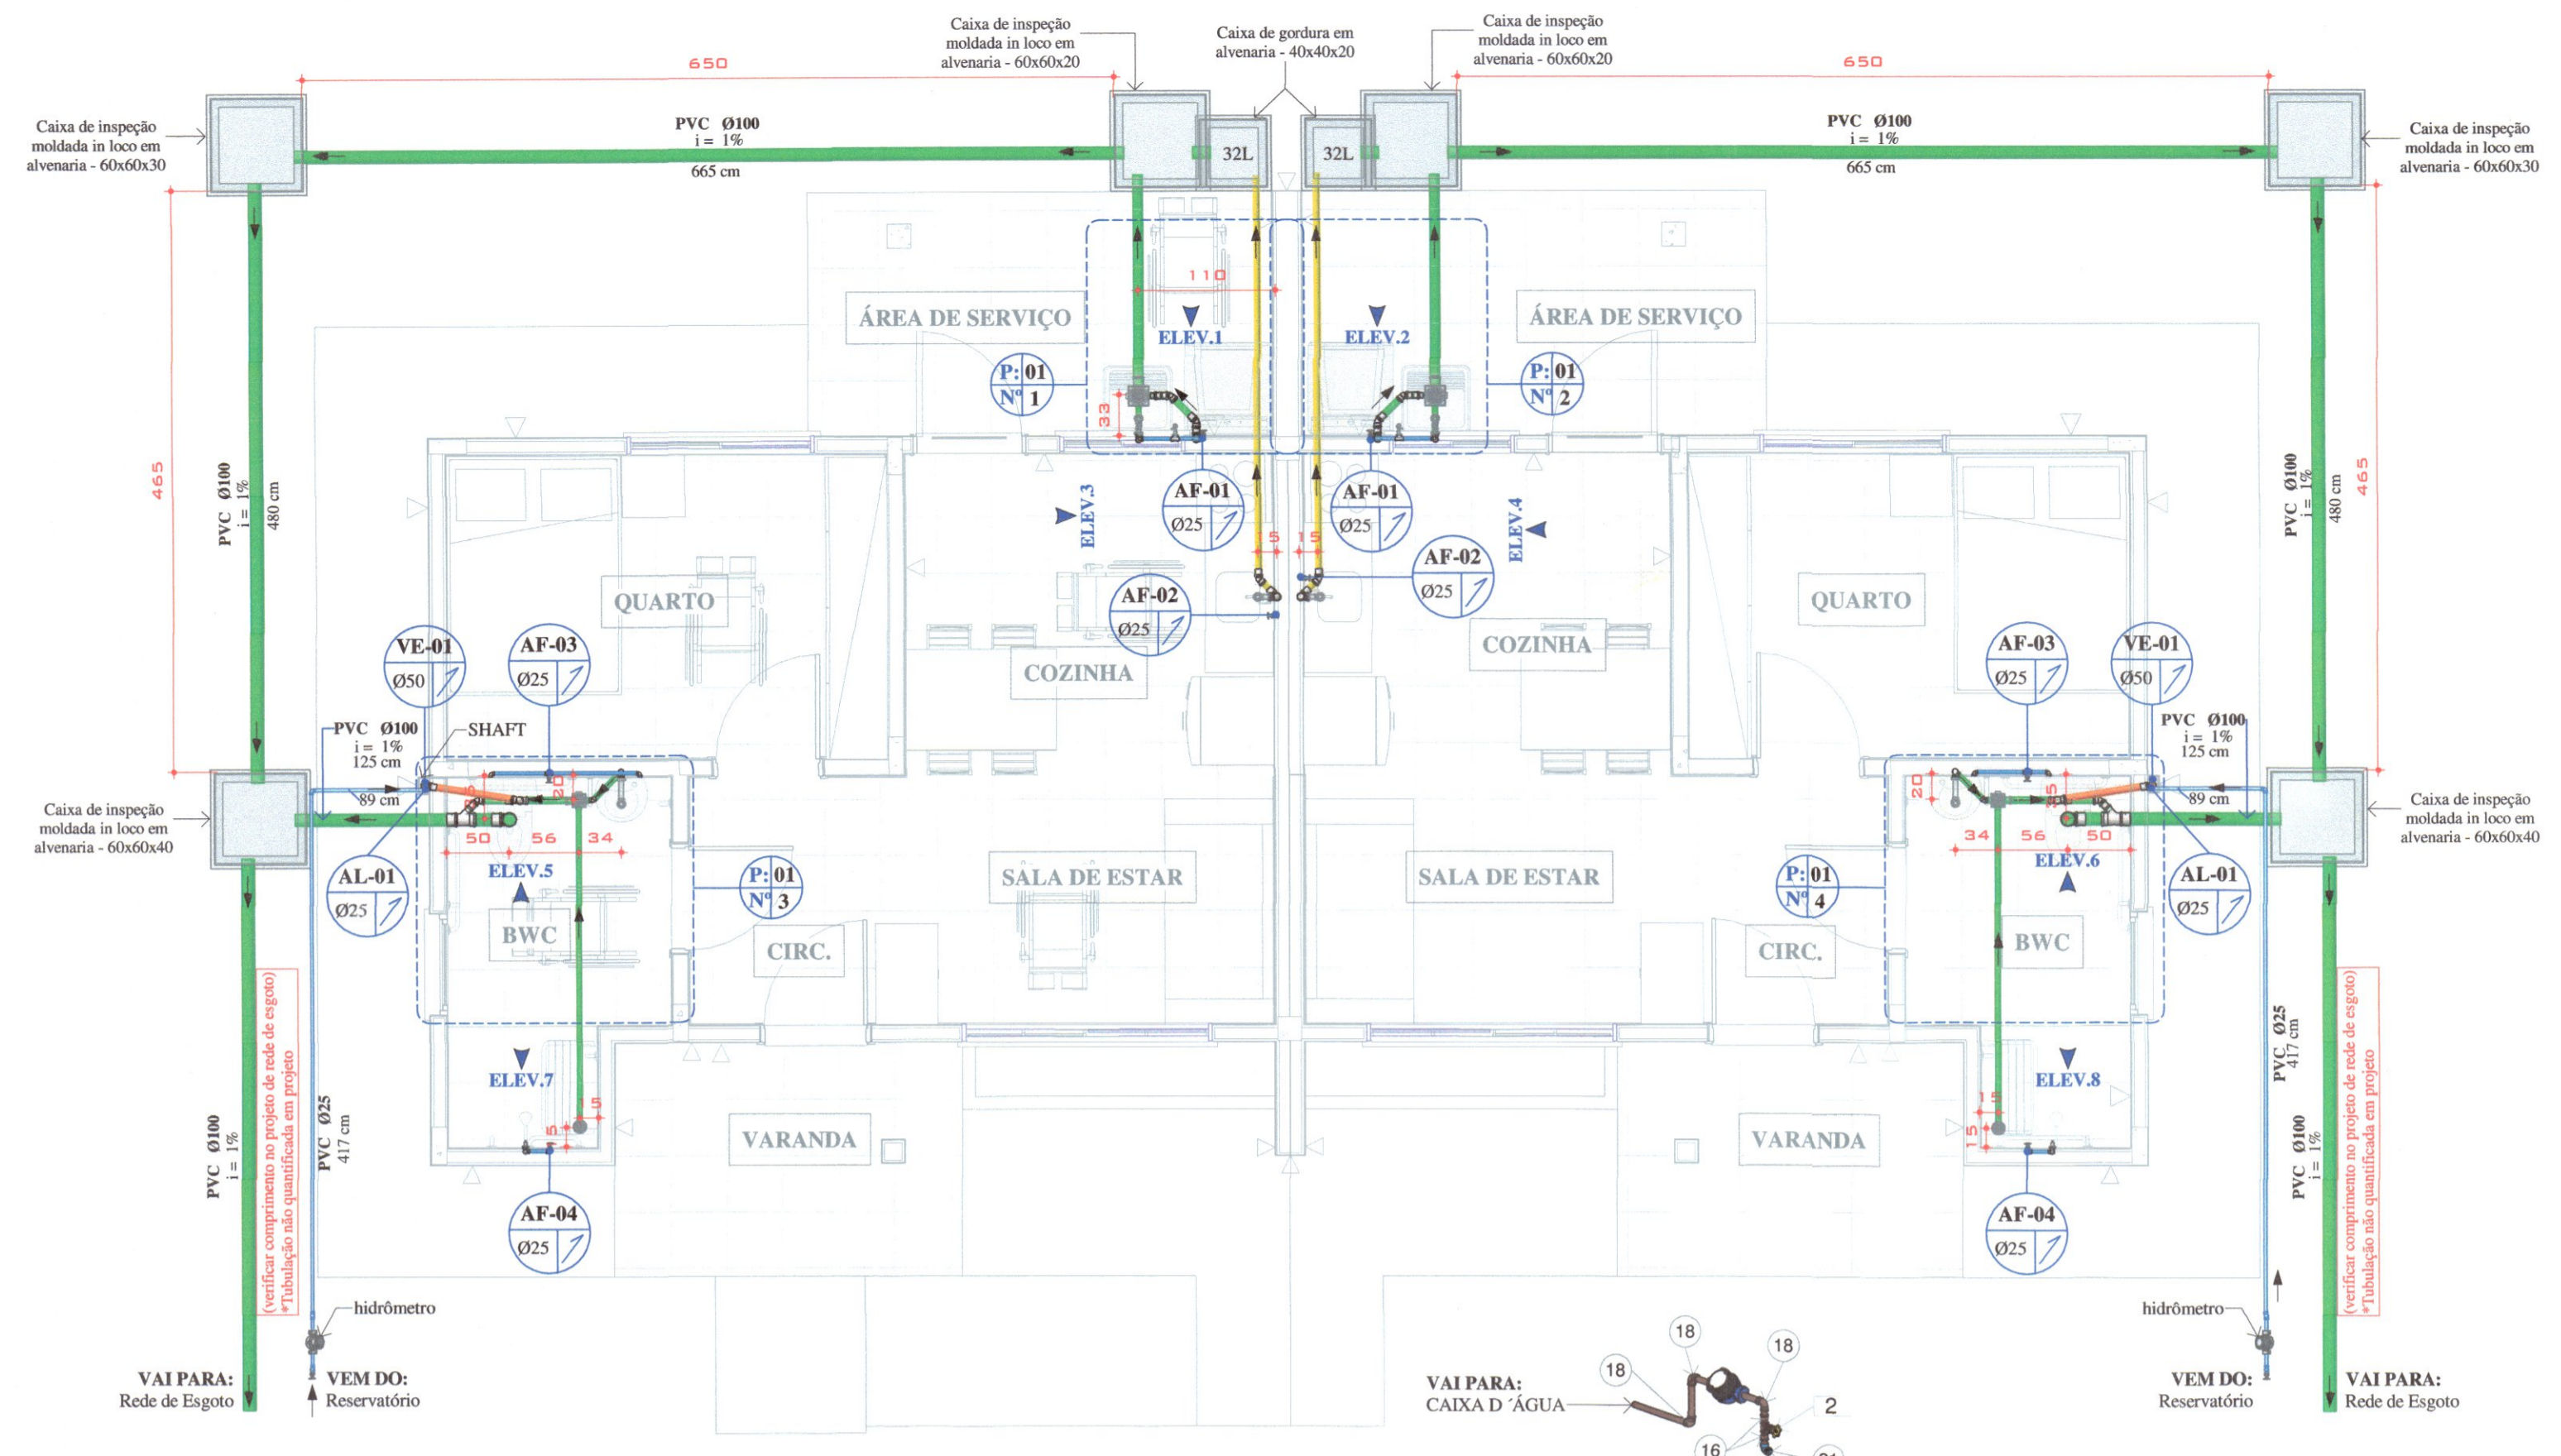 Caixa de inspeção
moldada in loco em
alvenaria - 60x60x20
Caixa de gordura em
alvenaria - 40x40x20
Caixa de inspeção
moldada in loco em
alvenaria - 60x60x20
650
650
Caixa de inspeção
moldada in loco em
alvenaria - 60x60x30
PVC Ø100
i = 1%
665 cm
32L
32L
PVC Ø100
i = 1%
665 cm
Caixa de inspeção
moldada in loco em
alvenaria - 60x60x30
110
ÁREA DE SERVIÇO
ELEV.1
ELEV.2
ÁREA DE SERVIÇO
P: 01
Nº 1
33
P: 01
Nº 2
465
PVC Ø100
i = 1%
480 cm
ELEV.3
AF-01
Ø25
AF-01
Ø25
ELEV.4
PVC Ø100
i = 1%
480 cm
465
15
15
AF-02
Ø25
AF-02
Ø25
QUARTO
QUARTO
COZINHA
COZINHA
VE-01
Ø50
AF-03
Ø25
AF-03
Ø25
VE-01
Ø50
PVC Ø100
i = 1%
125 cm
SHAFT
PVC Ø100
i = 1%
125 cm
89 cm
20
20
89 cm
Caixa de inspeção
moldada in loco em
alvenaria - 60x60x40
50
56
34
34
56
50
Caixa de inspeção
moldada in loco em
alvenaria - 60x60x40
ELEV.5
ELEV.6
AL-01
Ø25
P: 01
Nº 3
SALA DE ESTAR
SALA DE ESTAR
P: 01
Nº 4
AL-01
Ø25
BWC
CIRC.
CIRC.
BWC
ELEV.7
ELEV.8
15
15
15
PVC Ø100
i = 1%
(verificar comprimento no projeto de rede de esgoto)
*Tubulação não quantificada em projeto
PVC Ø25
417 cm
VARANDA
VARANDA
PVC Ø25
417 cm
PVC Ø100
i = 1%
(verificar comprimento no projeto de rede de esgoto)
*Tubulação não quantificada em projeto
AF-04
Ø25
AF-04
Ø25
hidrômetro
hidrômetro
VAI PARA:
Rede de Esgoto
VEM DO:
Reservatório
18
18
18
VAI PARA:
CAIXA D ´ÁGUA
2
16
VEM DO:
Reservatório
VAI PARA:
Rede de Esgoto